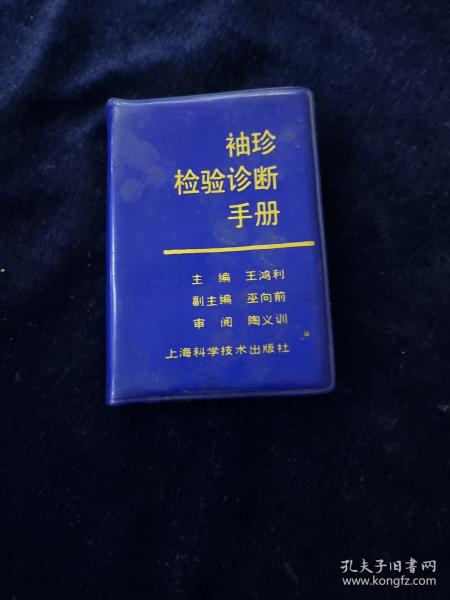 袖珍
检验诊断
手册
主 编 王鸿利
副主编 巫向前
审 阅 陶义训
上海科学技术出版社
孔夫子旧书网
www.kongfz.com